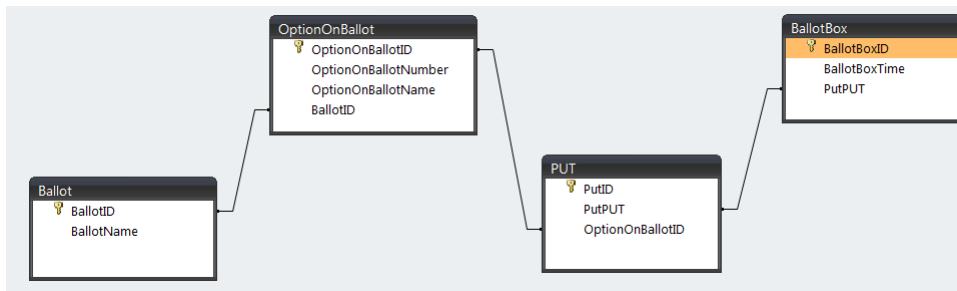 OptionOnBallot
OptionOnBallotID
OptionOnBallotNumber
OptionOnBallotName
BallotID
BallotBox
BallotBoxID
BallotBoxTime
PutPUT
Ballot
BallotID
BallotName
PUT
PutID
PutPUT
OptionOnBallotID